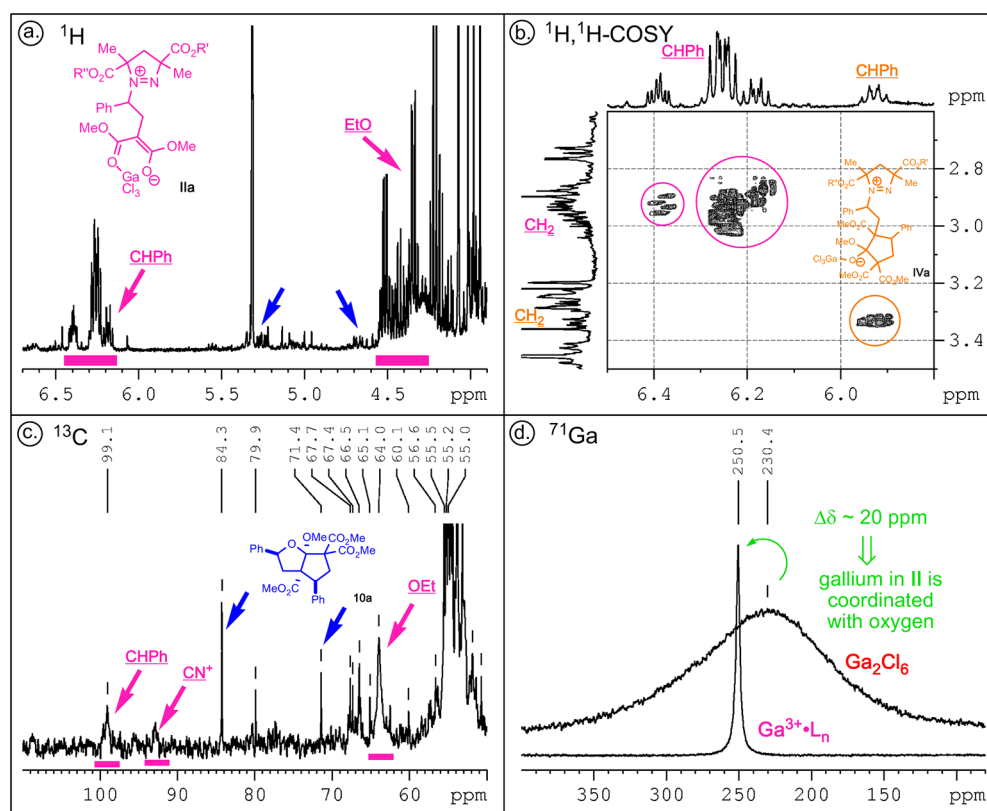 a. ¹H
Me
CO₂R'
R''O₂C
Me
N=N
⊕
Ph
MeO
OMe
O
O
⊖
Ga
Cl₃
IIa
EtO
CHPh
6.5 6.0 5.5 5.0 4.5 ppm
b. ¹H,¹H-COSY
CHPh
CHPh
ppm
CH₂
CH₂
2.8
3.0
3.2
3.4
Me
CO₂R'
R''O₂C
Me
N=N
⊕
Ph
MeO₂C
Ph
MeO
Cl₃Ga
O
⊖
MeO₂C
CO₂Me
IVa
6.4 6.2 6.0 ppm
c. ¹³C
99.1
84.3
79.9
71.4
67.7
67.4
66.5
65.1
64.0
60.1
56.6
55.5
55.2
55.0
OMe
CO₂Me
CO₂Me
Ph
O
MeO₂C
Ph
10a
OEt
CHPh
CN⁺
100 90 80 70 60 ppm
d. ⁷¹Ga
250.5
230.4
Δδ ~ 20 ppm
gallium in II is
coordinated
with oxygen
Ga₂Cl₆
Ga³⁺•Lₙ
350 300 250 200 150 ppm